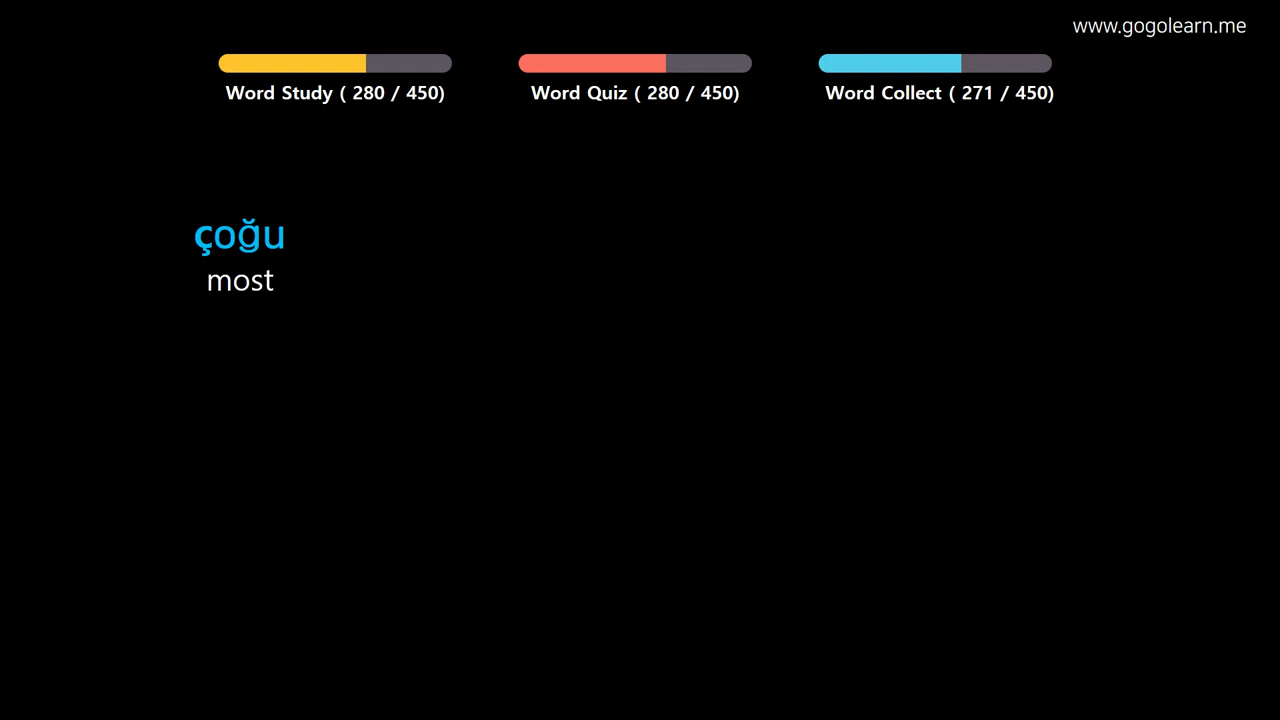 www.gogolearn.me
Word Study ( 280 / 450)
Word Quiz ( 280 / 450)
Word Collect ( 271 / 450)
çoğu
most